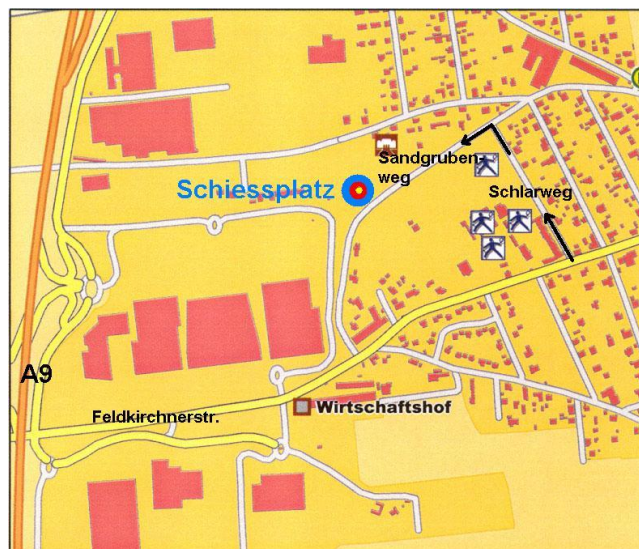 Sandgruben-
weg
Schiessplatz
Schlarweg
A9
Wirtschaftshof
Feldkirchnerstr.